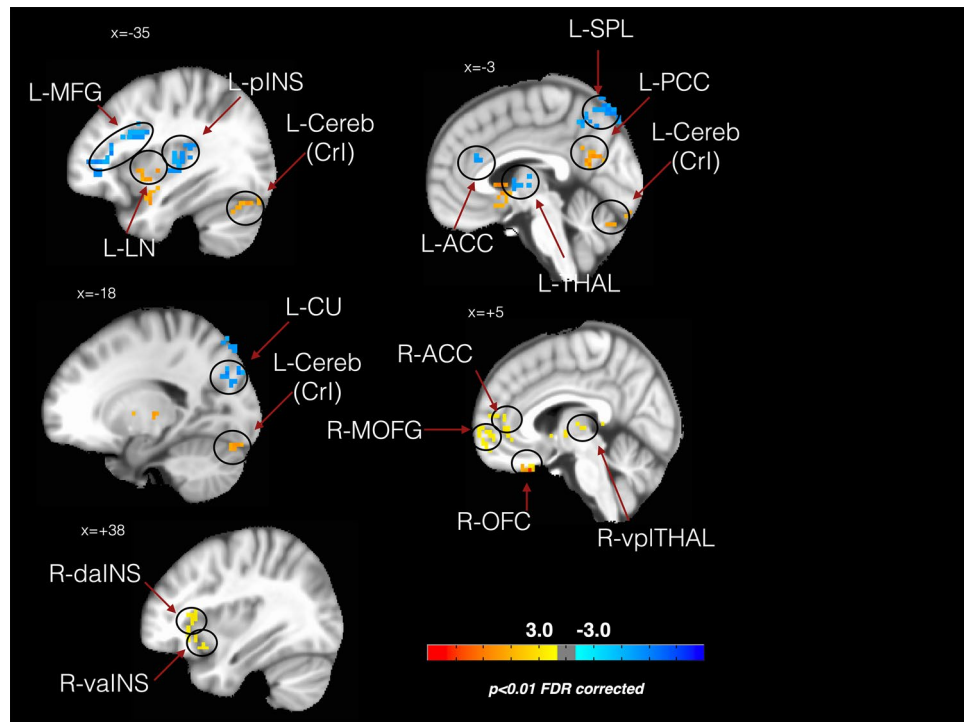 x=-35
L-MFG
L-pINS
L-Cereb
(CrI)
L-LN
x=-3
L-SPL
L-PCC
L-Cereb
(CrI)
L-ACC
L-THAL
x=-18
L-CU
L-Cereb
(CrI)
x=+5
R-ACC
R-MOFG
R-OFC
R-vplTHAL
x=+38
R-daINS
R-vaINS
3.0 -3.0
p<0.01 FDR corrected